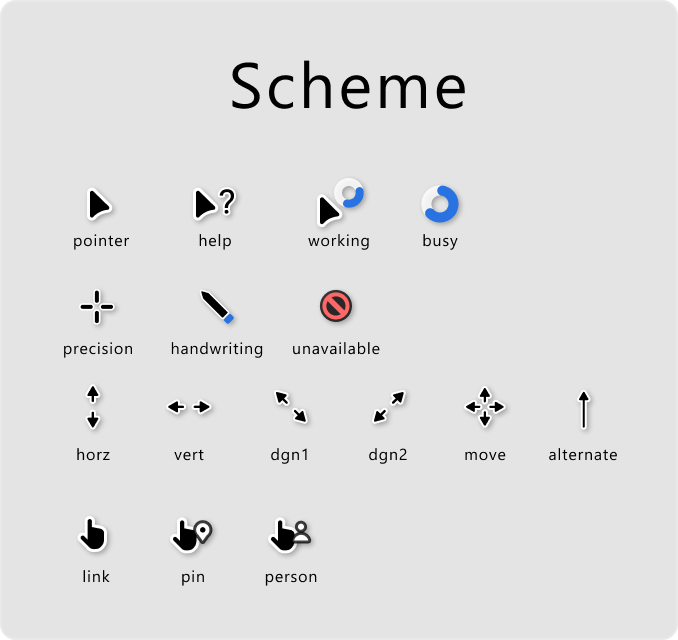 Scheme
pointer help working busy
precision handwriting unavailable
horz vert dgn1 dgn2 move alternate
link pin person